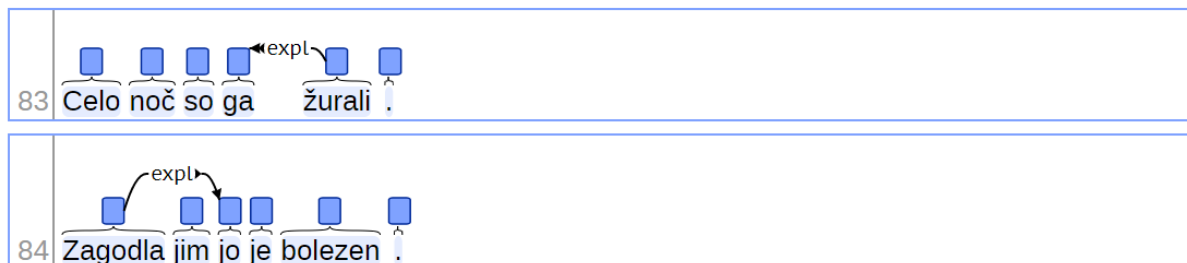 expl
83 Celo noč so ga žurali .
expl
84 Zagodla jim jo je bolezen .